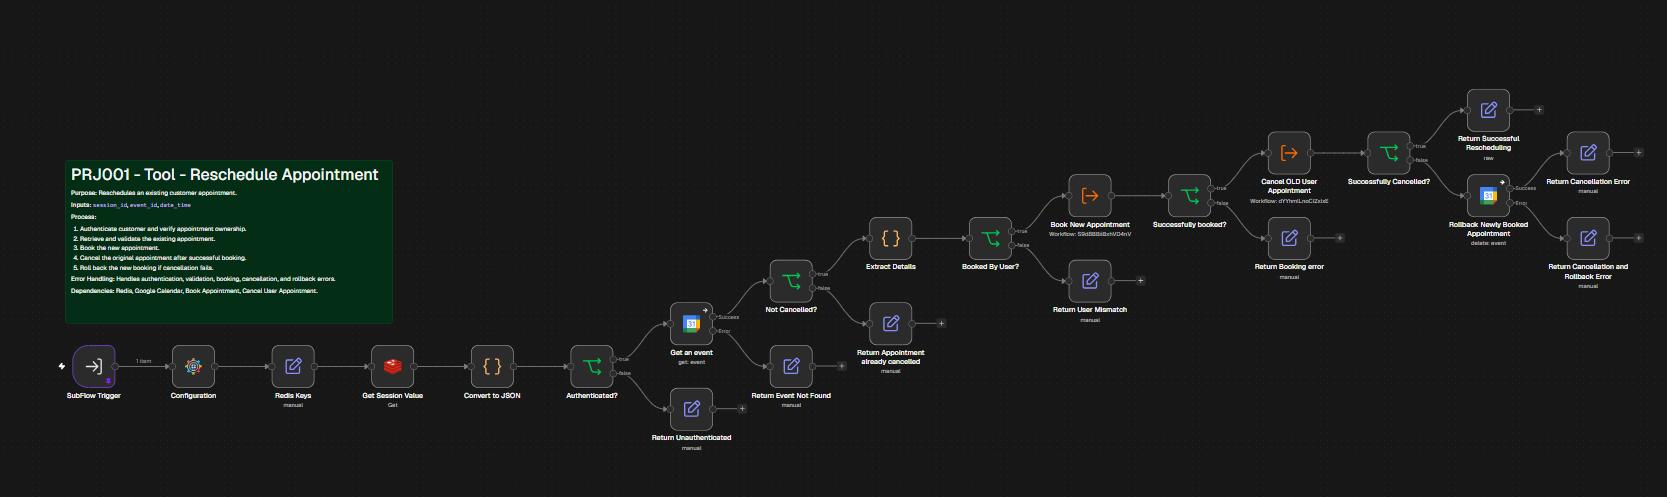 PRJ001 - Tool - Reschedule Appointment
Purpose: Reschedules an existing customer appointment.
Inputs: session_id, event_id, date_time
Process:
1. Authenticate customer and verify appointment ownership.
2. Retrieve and validate the existing appointment.
3. Book the new appointment.
4. Cancel the original appointment after successful booking.
5. Roll back the new booking if cancellation fails.
Error Handling: Handles authentication, validation, booking, cancellation, and rollback errors.
Dependencies: Redis, Google Calendar, Book Appointment, Cancel User Appointment.
SubFlow Trigger
1 item
Configuration
Redis Keys
manual
Get Session Value
Get
Convert to JSON
Authenticated?
true
false
Return Unauthenticated
manual
31
Get an event
get: event
Success
Error
Return Event Not Found
manual
Not Cancelled?
true
false
Return Appointment
already cancelled
manual
Extract Details
Booked By User?
true
false
Return User Mismatch
manual
Book New Appointment
Successfully booked?
true
false
Return Booking error
manual
Cancel OLD User
Appointment
Successfully Cancelled?
true
false
Return Successful
Rescheduling
raw
31
Rollback Newly Booked
Appointment
delete: event
Success
Error
Return Cancellation Error
manual
Return Cancellation and
Rollback Error
manual